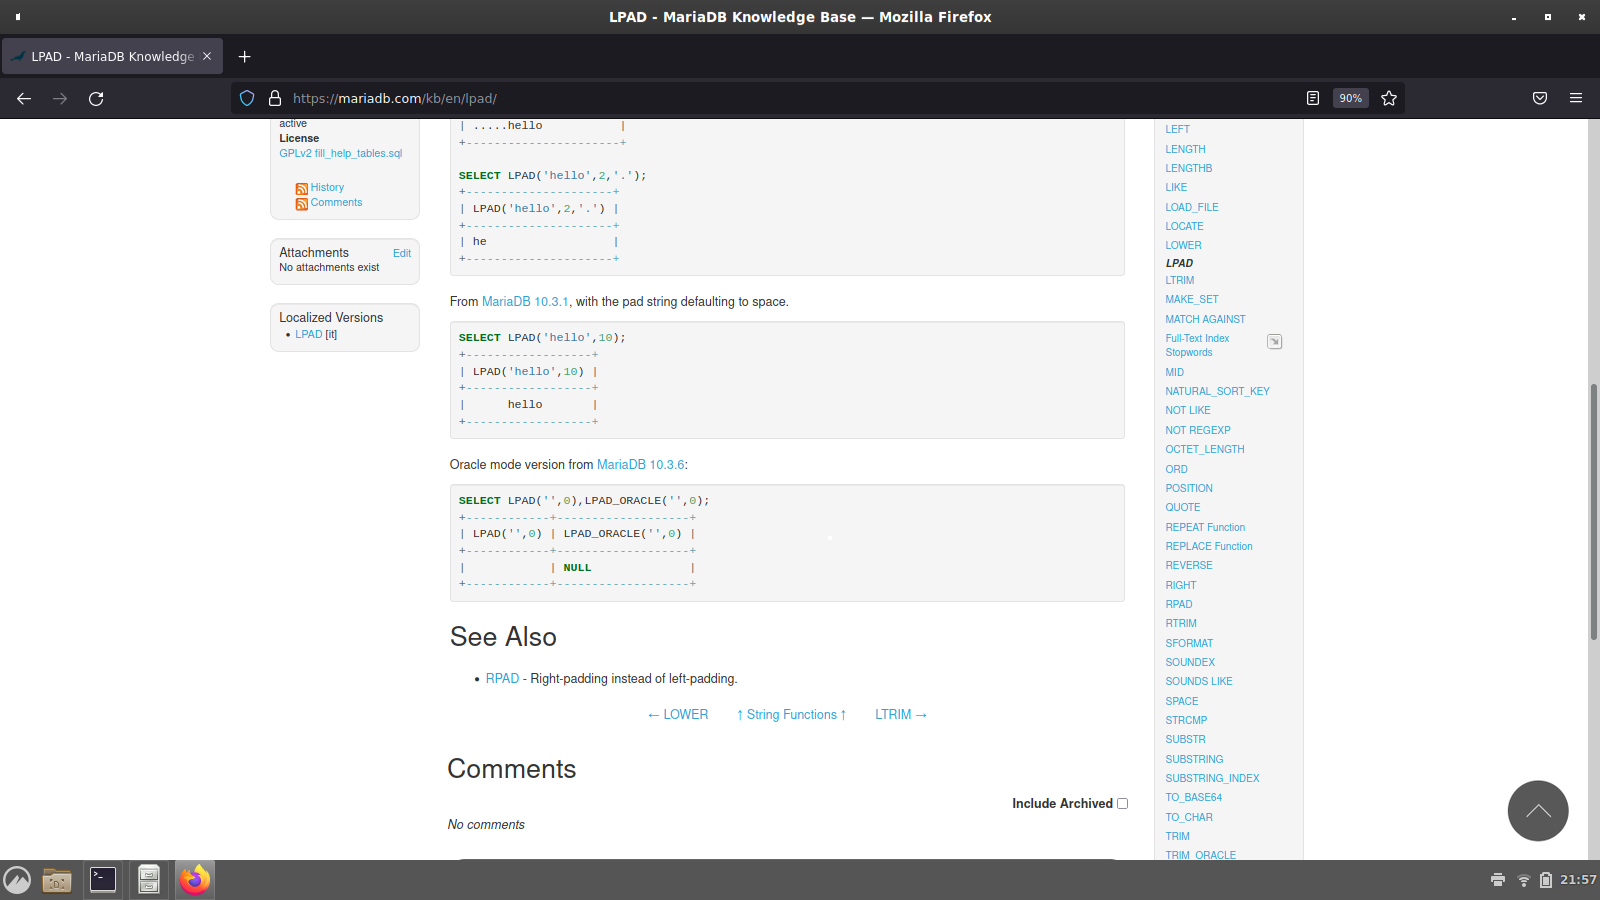 LPAD - MariaDB Knowledge Base — Mozilla Firefox
LPAD - MariaDB Knowledge
https://mariadb.com/kb/en/lpad/
90%
active
License
GPLv2 fill_help_tables.sql
History
Comments
Attachments
Edit
No attachments exist
Localized Versions
• LPAD [it]
| .....hello           |
+----------------------+
SELECT LPAD('hello',2,'.');
+---------------------+
| LPAD('hello',2,'.') |
+---------------------+
| he                  |
+---------------------+
From MariaDB 10.3.1, with the pad string defaulting to space.
SELECT LPAD('hello',10);
+------------------+
| LPAD('hello',10) |
+------------------+
|      hello       |
+------------------+
Oracle mode version from MariaDB 10.3.6:
SELECT LPAD('',0),LPAD_ORACLE('',0);
+------------+-------------------+
| LPAD('',0) | LPAD_ORACLE('',0) |
+------------+-------------------+
|            | NULL              |
+------------+-------------------+
See Also
• RPAD - Right-padding instead of left-padding.
← LOWER ↑ String Functions ↑ LTRIM →
Comments
Include Archived
No comments
LEFT
LENGTH
LENGTHB
LIKE
LOAD_FILE
LOCATE
LOWER
LPAD
LTRIM
MAKE_SET
MATCH AGAINST
Full-Text Index
Stopwords
MID
NATURAL_SORT_KEY
NOT LIKE
NOT REGEXP
OCTET_LENGTH
ORD
POSITION
QUOTE
REPEAT Function
REPLACE Function
REVERSE
RIGHT
RPAD
RTRIM
SFORMAT
SOUNDEX
SOUNDS LIKE
SPACE
STRCMP
SUBSTR
SUBSTRING
SUBSTRING_INDEX
TO_BASE64
TO_CHAR
TRIM
TRIM_ORACLE
21:57